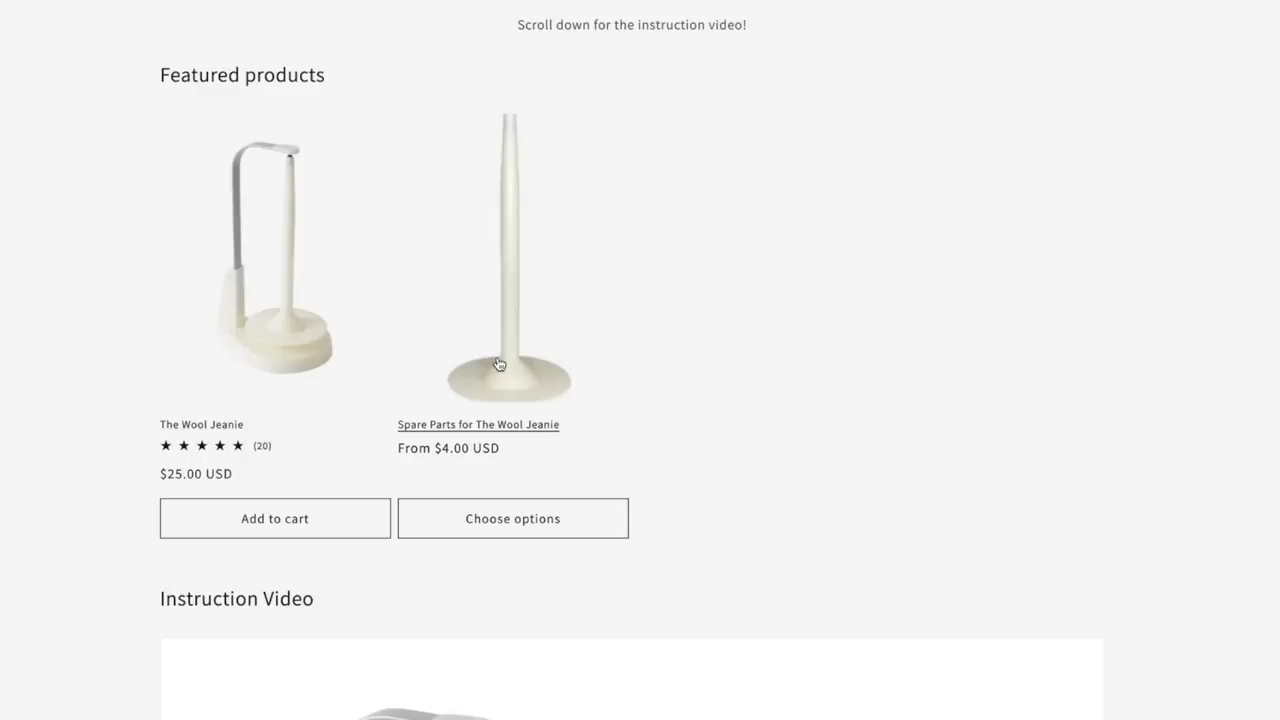 Scroll down for the instruction video!
Featured products
The Wool Jeanie
★ ★ ★ ★ ★ (20)
$25.00 USD
Add to cart
Spare Parts for The Wool Jeanie
From $4.00 USD
Choose options
Instruction Video